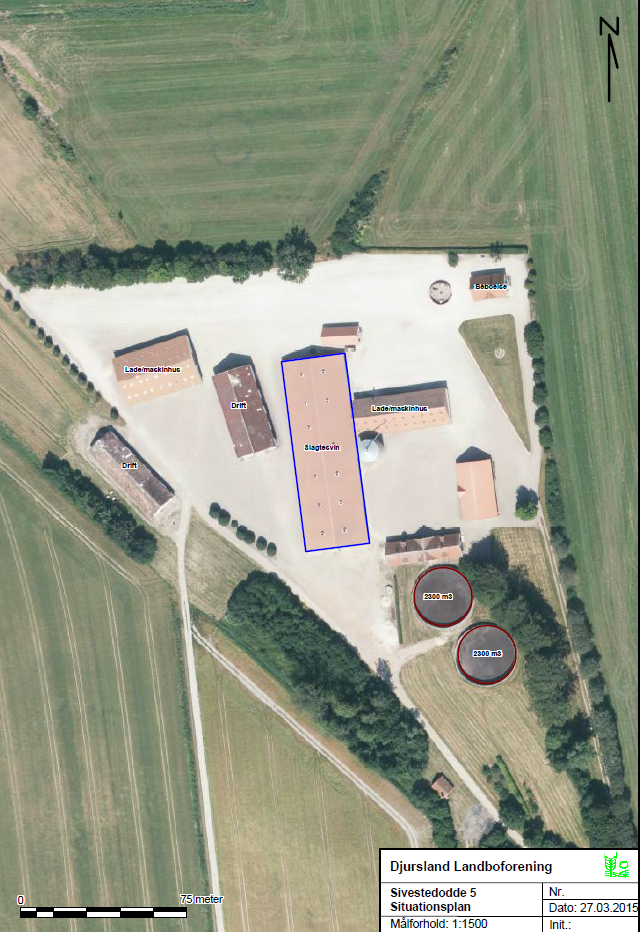 N
Beboelse
Lade/maskinhus
Drift
Lade/maskinhus
Slagtesvin
Drift
2300 m3
2300 m3
0 75 meter
Djursland Landboforening
Sivestedodde 5
Situationsplan
Nr.
Dato: 27.03.2015
Målforhold: 1:1500
Init.: